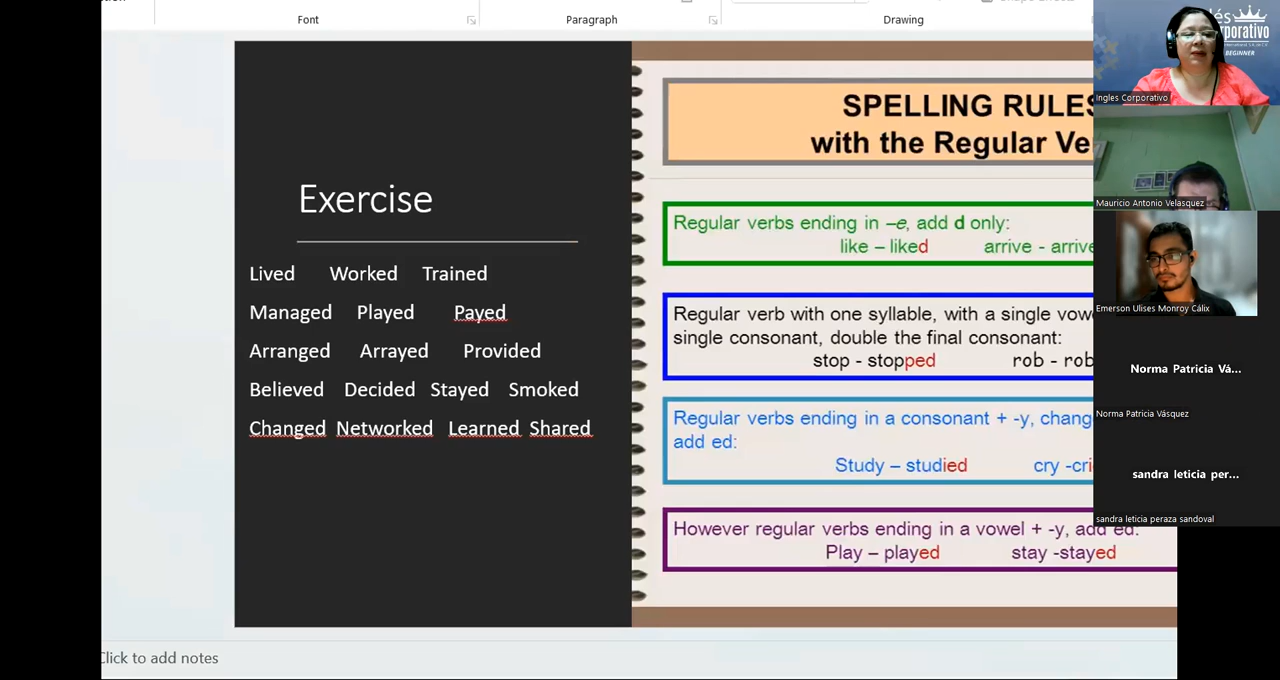 Font
Paragraph
Drawing
Exercise
Lived Worked Trained
Managed Played Payed
Arranged Arrayed Provided
Believed Decided Stayed Smoked
Changed Networked Learned Shared
SPELLING RULES
with the Regular Ve
Regular verbs ending in –e, add d only:
like – liked arrive - arrive
Regular verb with one syllable, with a single vow
single consonant, double the final consonant:
stop - stopped rob - rob
Regular verbs ending in a consonant + -y, chang
add ed:
Study – studied cry -cri
However regular verbs ending in a vowel + -y, add ed:
Play – played stay -stayed
Click to add notes
és
orporativo
BEGINNER
Ingles Corporativo
Mauricio Antonio Velasquez
Emerson Ulises Monroy Cálix
Norma Patricia Vá...
Norma Patricia Vásquez
sandra leticia per...
sandra leticia peraza sandoval